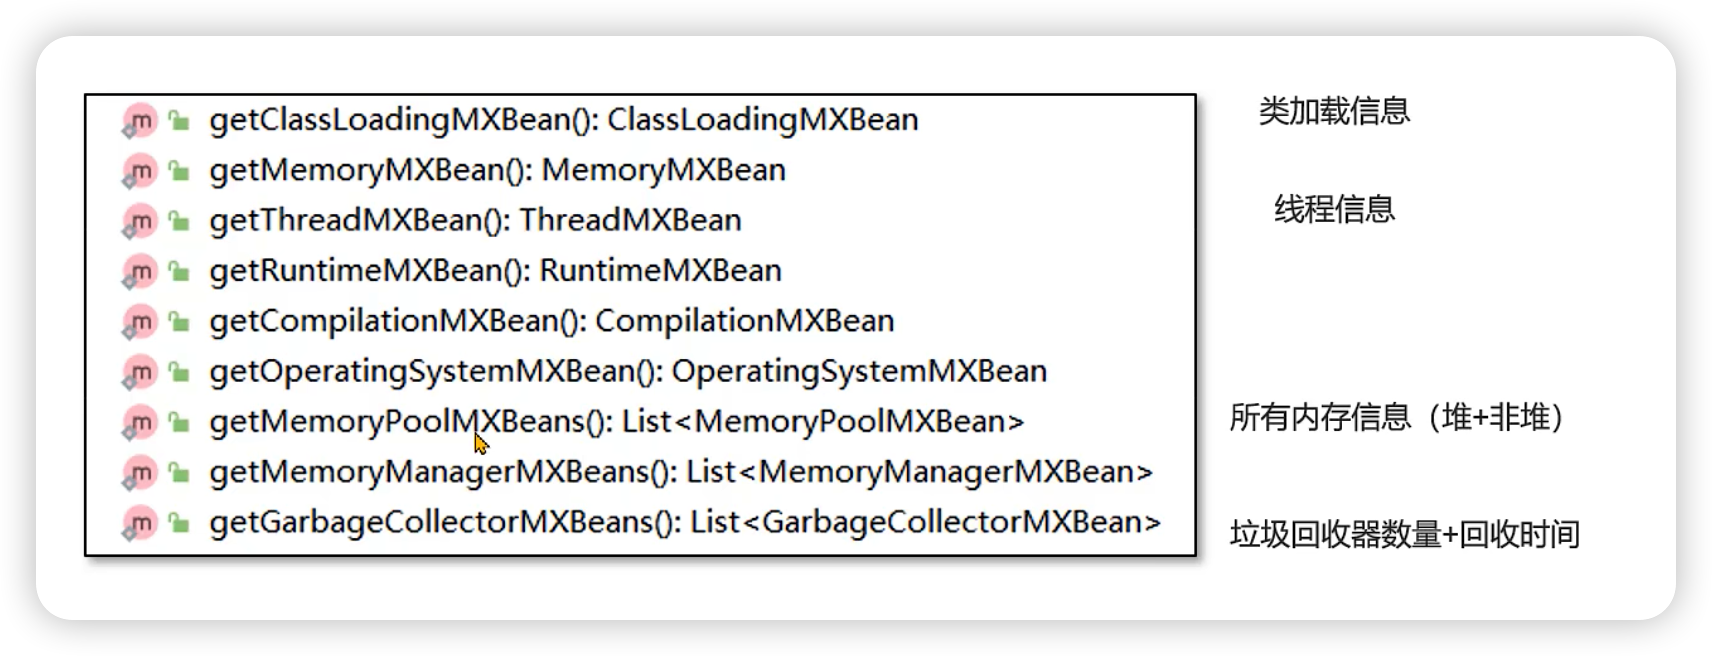 getClassLoadingMXBean(): ClassLoadingMXBean
类加载信息
getMemoryMXBean(): MemoryMXBean
getThreadMXBean(): ThreadMXBean
线程信息
getRuntimeMXBean(): RuntimeMXBean
getCompilationMXBean(): CompilationMXBean
getOperatingSystemMXBean(): OperatingSystemMXBean
getMemoryPoolMXBeans(): List<MemoryPoolMXBean>
所有内存信息（堆+非堆）
getMemoryManagerMXBeans(): List<MemoryManagerMXBean>
getGarbageCollectorMXBeans(): List<GarbageCollectorMXBean>
垃圾回收器数量+回收时间